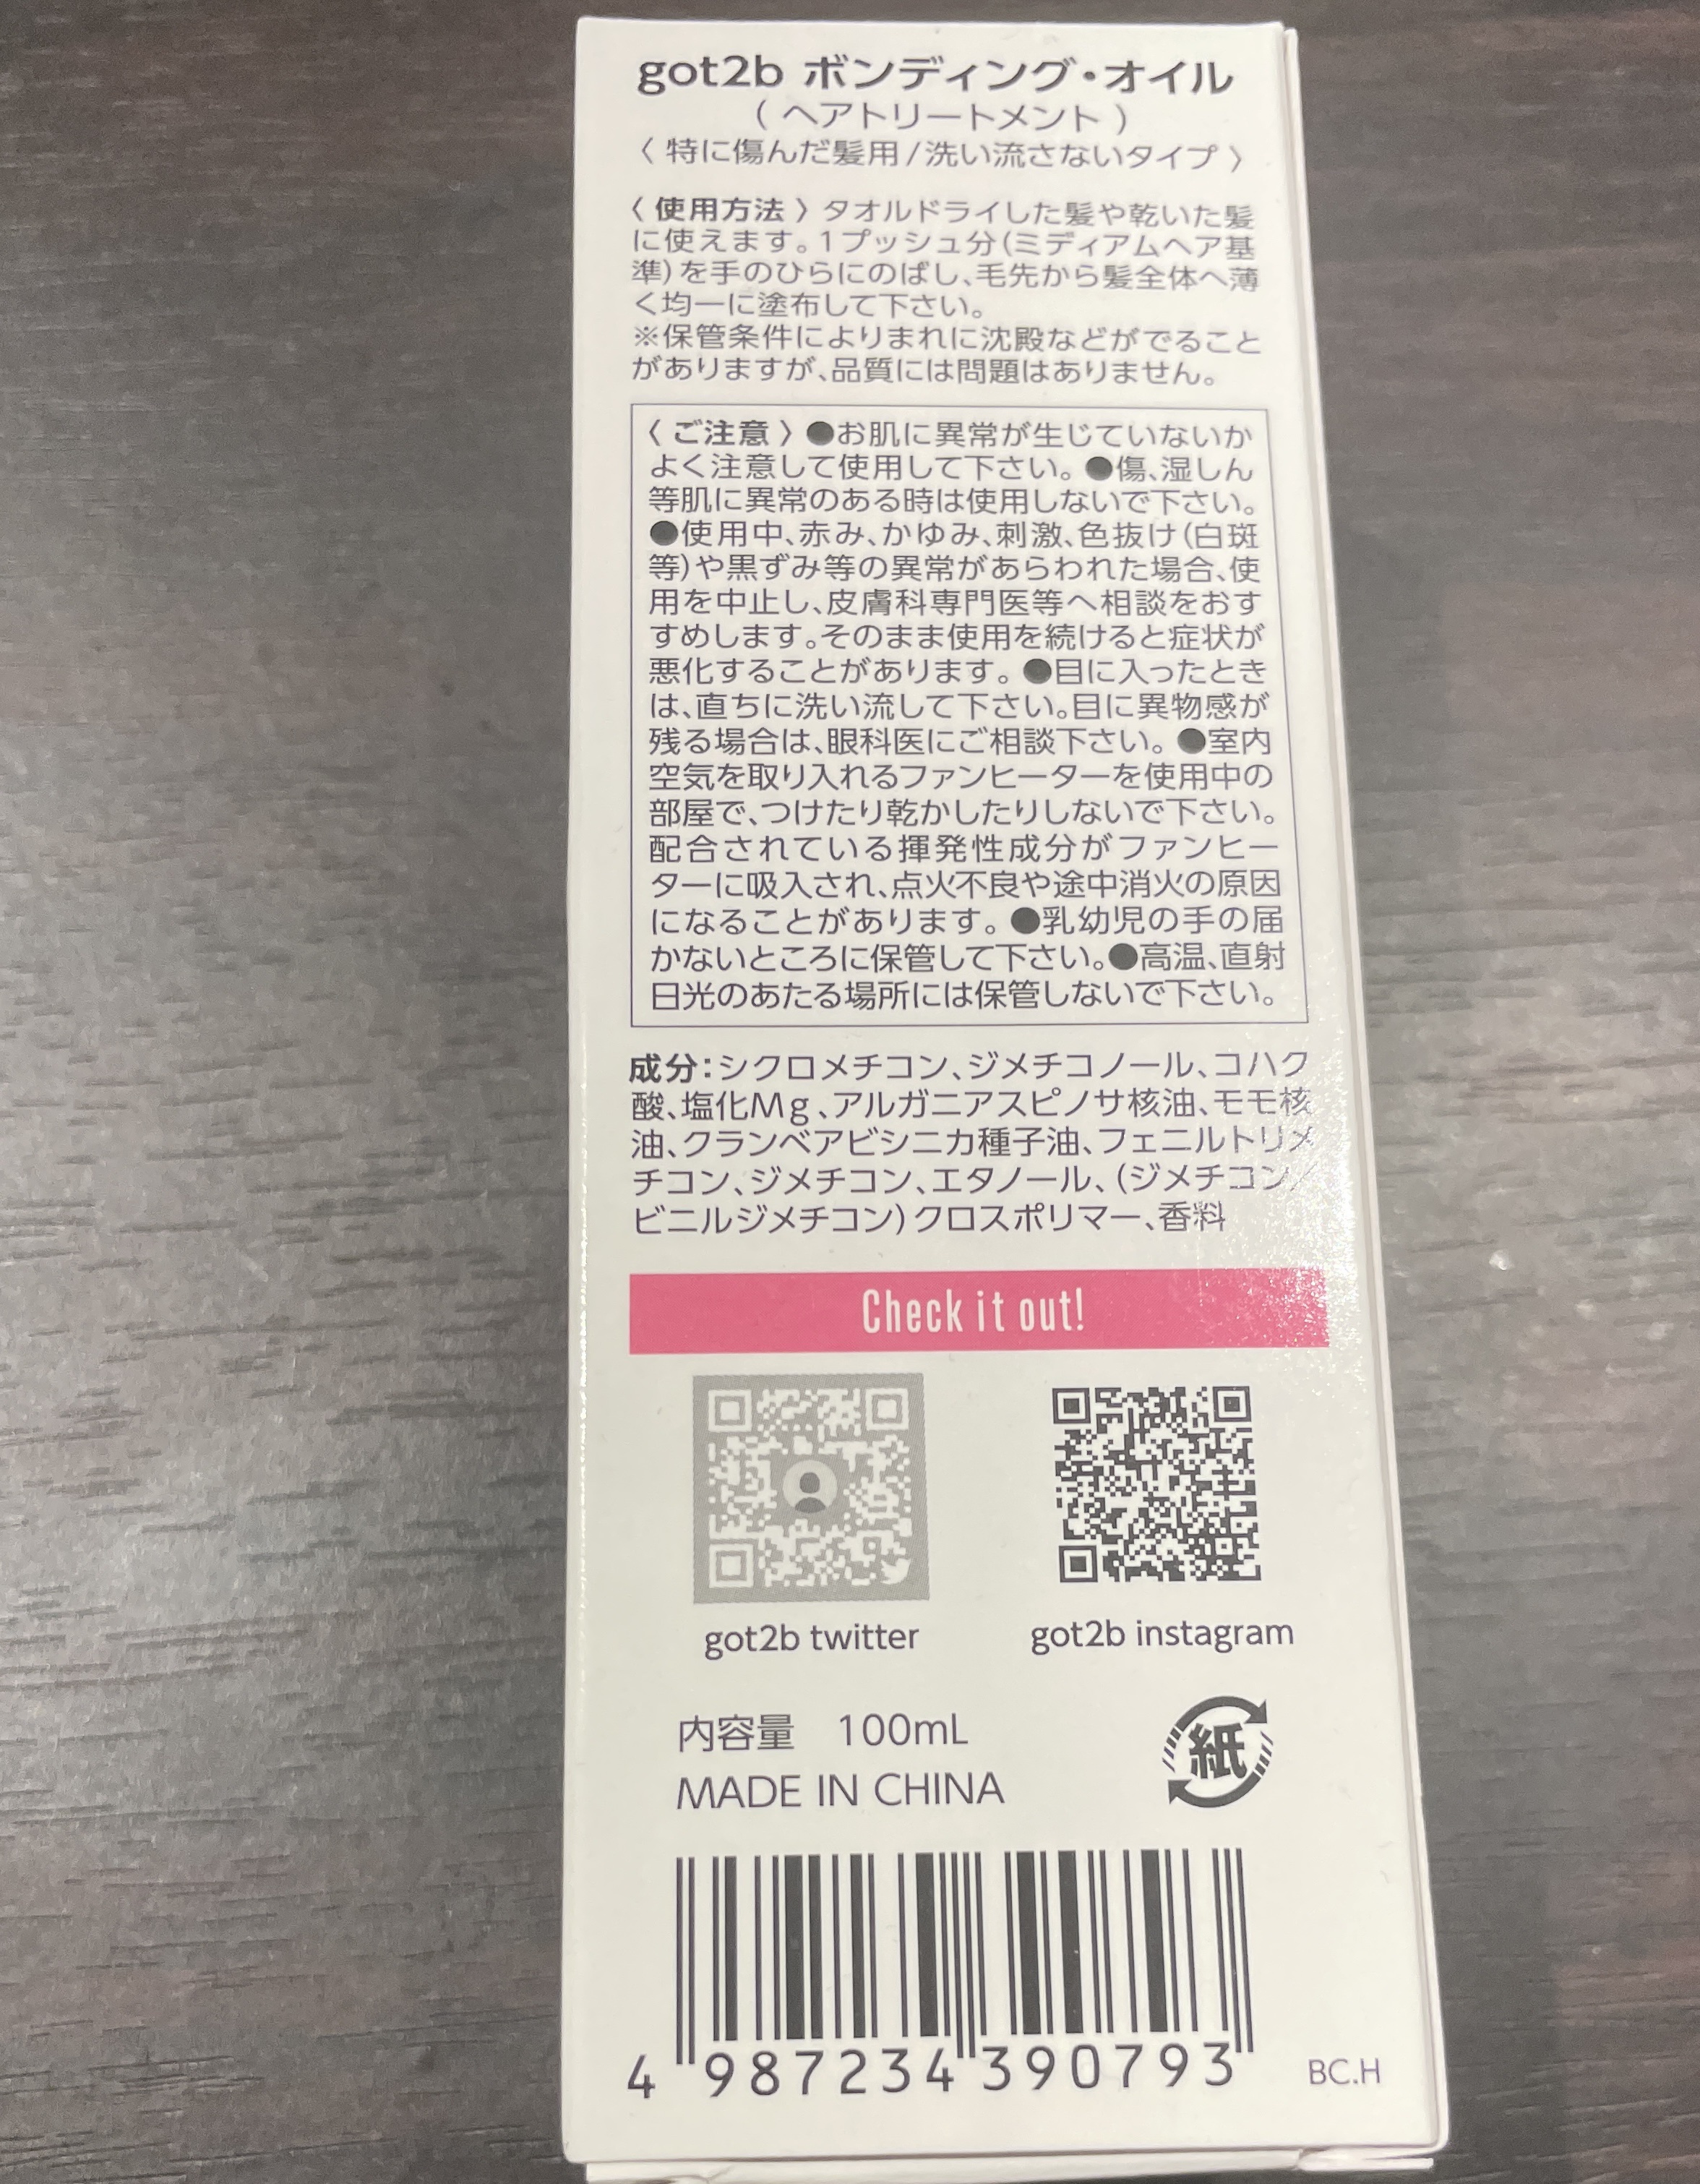 got2b ボンディング・オイル
( ヘアトリートメント )
〈 特に傷んだ髪用/洗い流さないタイプ 〉
〈 使用方法 〉タオルドライした髪や乾いた髪
に使えます。1プッシュ分(ミディアムヘア基
準)を手のひらにのばし、毛先から髪全体へ薄
く均一に塗布して下さい。
※保管条件によりまれに沈殿などがでること
がありますが、品質には問題はありません。
〈 ご注意 〉●お肌に異常が生じていないか
よく注意して使用して下さい。●傷、湿しん
等肌に異常のある時は使用しないで下さい。
●使用中、赤み、かゆみ、刺激、色抜け(白斑
等)や黒ずみ等の異常があらわれた場合、使
用を中止し、皮膚科専門医等へ相談をおす
すめします。そのまま使用を続けると症状が
悪化することがあります。●目に入ったとき
は、直ちに洗い流して下さい。目に異物感が
残る場合は、眼科医にご相談下さい。●室内
空気を取り入れるファンヒーターを使用中の
部屋で、つけたり乾かしたりしないで下さい。
配合されている揮発性成分がファンヒー
ターに吸入され、点火不良や途中消火の原因
になることがあります。●乳幼児の手の届
かないところに保管して下さい。●高温、直射
日光のあたる場所には保管しないで下さい。
成分:シクロメチコン、ジメチコノール、コハク
酸、塩化Mg、アルガニアスピノサ核油、モモ核
油、クランベアビシニカ種子油、フェニルトリメ
チコン、ジメチコン、エタノール、(ジメチコン/
ビニルジメチコン)クロスポリマー、香料
Check it out!
got2b twitter
got2b instagram
内容量 100mL
MADE IN CHINA
紙
4 987234 390793
BC.H